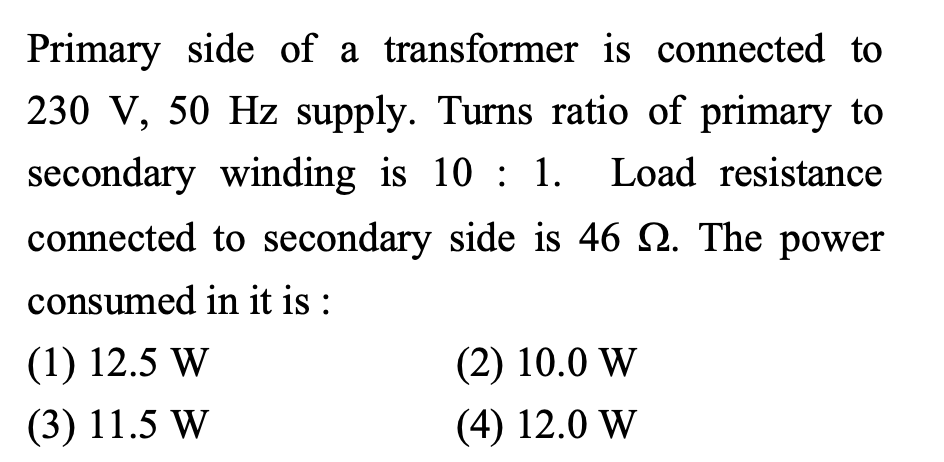 Primary side of a transformer is connected to
230 V, 50 Hz supply. Turns ratio of primary to
secondary winding is 10 : 1. Load resistance
connected to secondary side is 46 Ω. The power
consumed in it is :
(1) 12.5 W (2) 10.0 W
(3) 11.5 W (4) 12.0 W